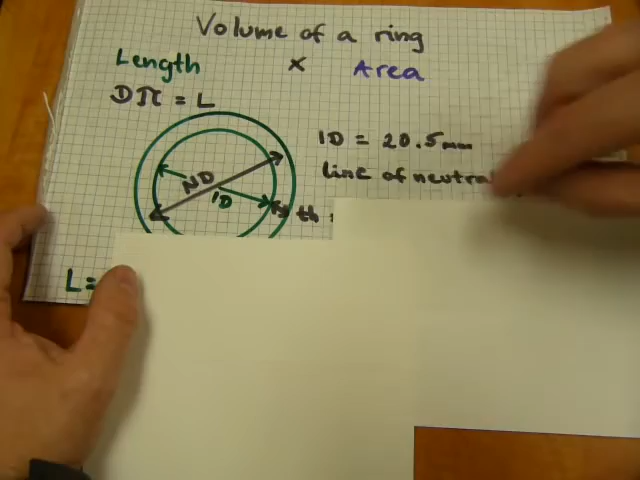 Volume of a ring
Length × Area
Dπ = L
ID = 20.5mm
line of neutral
ND
ID
th
L=